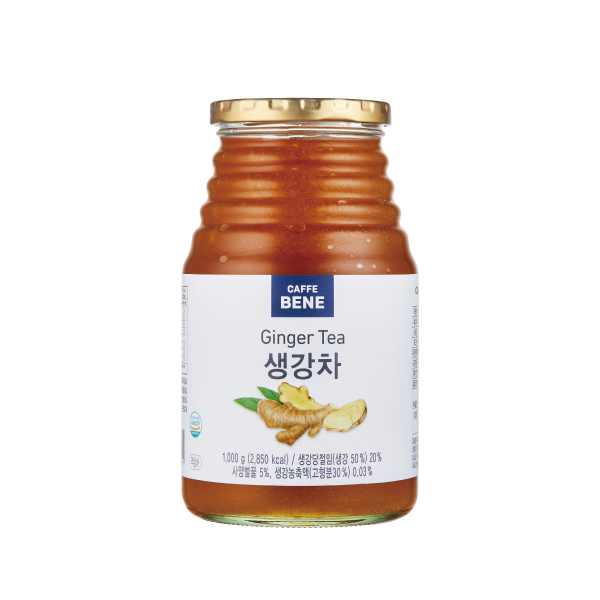 CAFFE
BENE
Ginger Tea
생강차
1,000 g (2,850 kcal) / 생강당절임(생강 50%) 20%
사양벌꿀 5%, 생강농축액(고형분30%) 0.03%